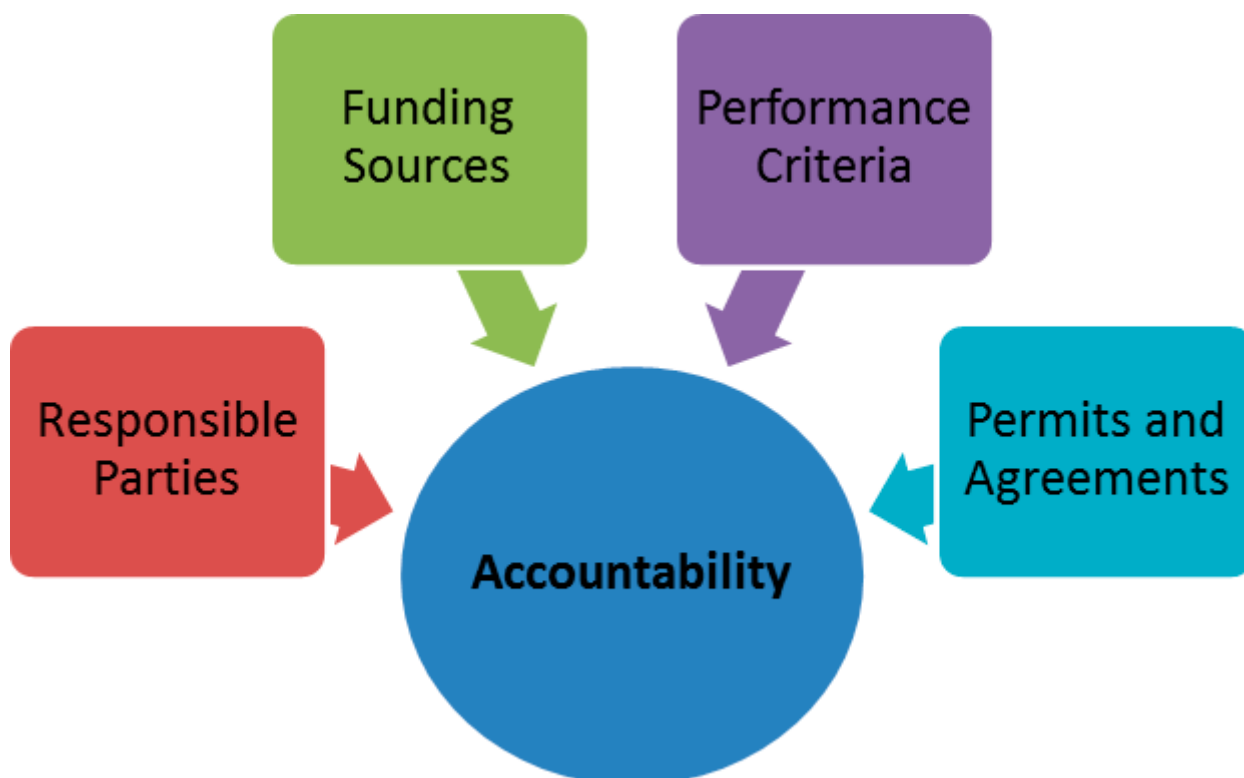 Funding
Sources
Performance
Criteria
Responsible
Parties
Permits and
Agreements
Accountability